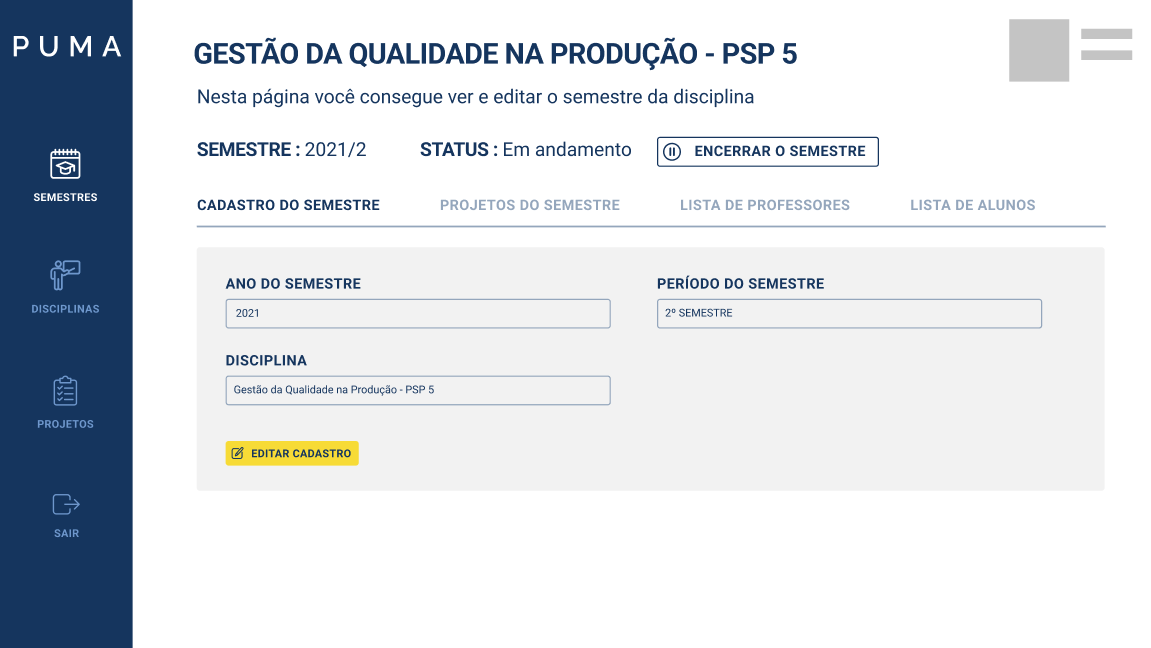 PUMA
SEMESTRES
DISCIPLINAS
PROJETOS
SAIR
GESTÃO DA QUALIDADE NA PRODUÇÃO - PSP 5
Nesta página você consegue ver e editar o semestre da disciplina
SEMESTRE : 2021/2
STATUS : Em andamento
ENCERRAR O SEMESTRE
CADASTRO DO SEMESTRE
PROJETOS DO SEMESTRE
LISTA DE PROFESSORES
LISTA DE ALUNOS
ANO DO SEMESTRE
2021
PERÍODO DO SEMESTRE
2º SEMESTRE
DISCIPLINA
Gestão da Qualidade na Produção - PSP 5
EDITAR CADASTRO